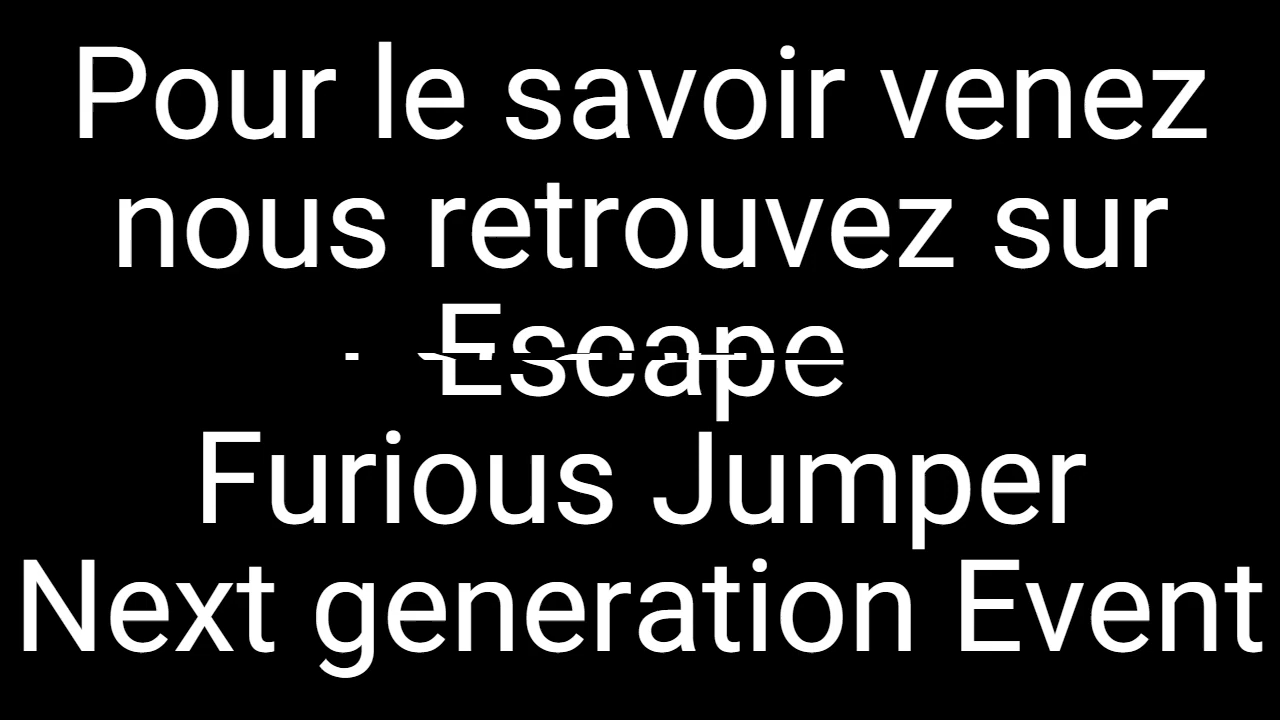 Pour le savoir venez
nous retrouvez sur
Escape
Furious Jumper
Next generation Event